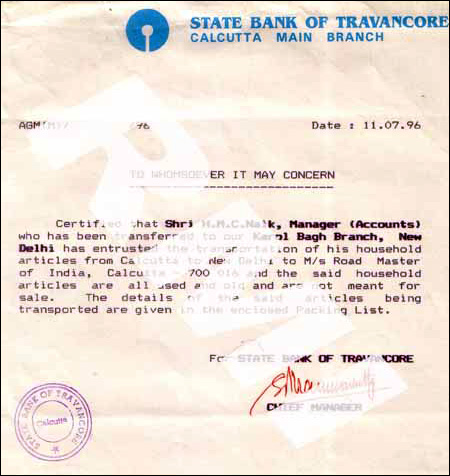 STATE BANK OF TRAVANCORE
CALCUTTA MAIN BRANCH
AGM(M)/ 96 Date : 11.07.96
TO WHOMSOEVER IT MAY CONCERN
Certified that Shri H.M.C.Naik, Manager (Accounts)
who has been transferred to our Karol Bagh Branch, New
Delhi has entrusted the transportation of his household
articles from Calcutta to New Delhi to M/s Road Master
of India, Calcutta - 700 016 and the said household
articles are all used and old and are not meant for
sale. The details of the said articles being
transported are given in the enclosed Packing List.
For STATE BANK OF TRAVANCORE
CHIEF MANAGER
STATE BANK OF TRAVANCORE
Calcutta